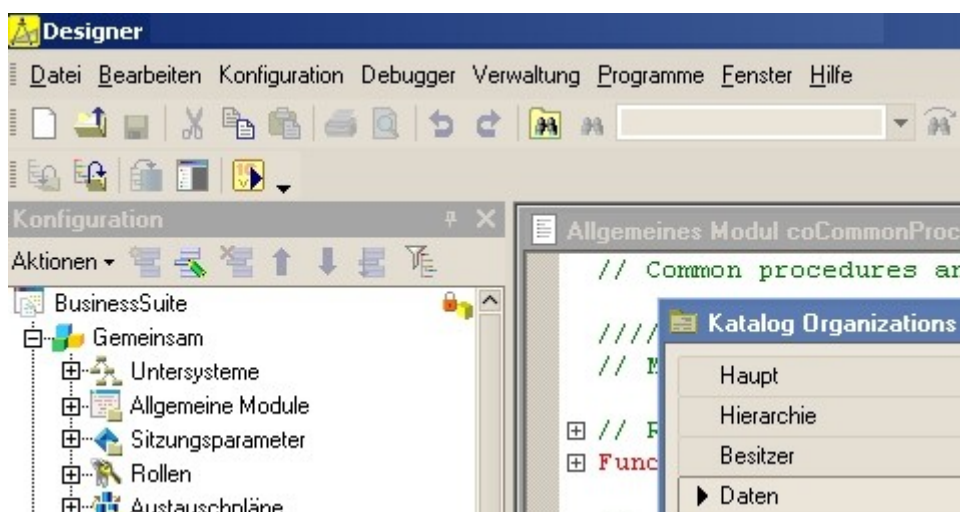 Designer
Datei Bearbeiten Konfiguration Debugger Verwaltung Programme Fenster Hilfe
Konfiguration
Aktionen
BusinessSuite
Gemeinsam
Untersysteme
Allgemeine Module
Sitzungsparameter
Rollen
Austauschpläne
Allgemeines Modul coCommonProc
// Common procedures an
////
// M
// R
Func
Katalog Organizations
Haupt
Hierarchie
Besitzer
Daten